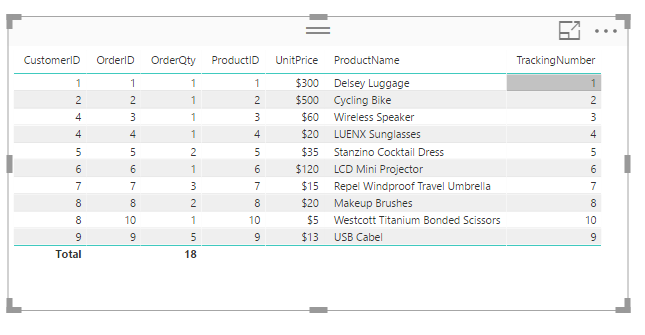 CustomerID OrderID OrderQty ProductID UnitPrice ProductName TrackingNumber
1 1 1 1 $300 Delsey Luggage 1
2 2 1 2 $500 Cycling Bike 2
4 3 1 3 $60 Wireless Speaker 3
4 4 1 4 $20 LUENX Sunglasses 4
5 5 2 5 $35 Stanzino Cocktail Dress 5
6 6 1 6 $120 LCD Mini Projector 6
7 7 3 7 $15 Repel Windproof Travel Umbrella 7
8 8 2 8 $20 Makeup Brushes 8
8 10 1 10 $5 Westcott Titanium Bonded Scissors 10
9 9 5 9 $13 USB Cabel 9
Total 18